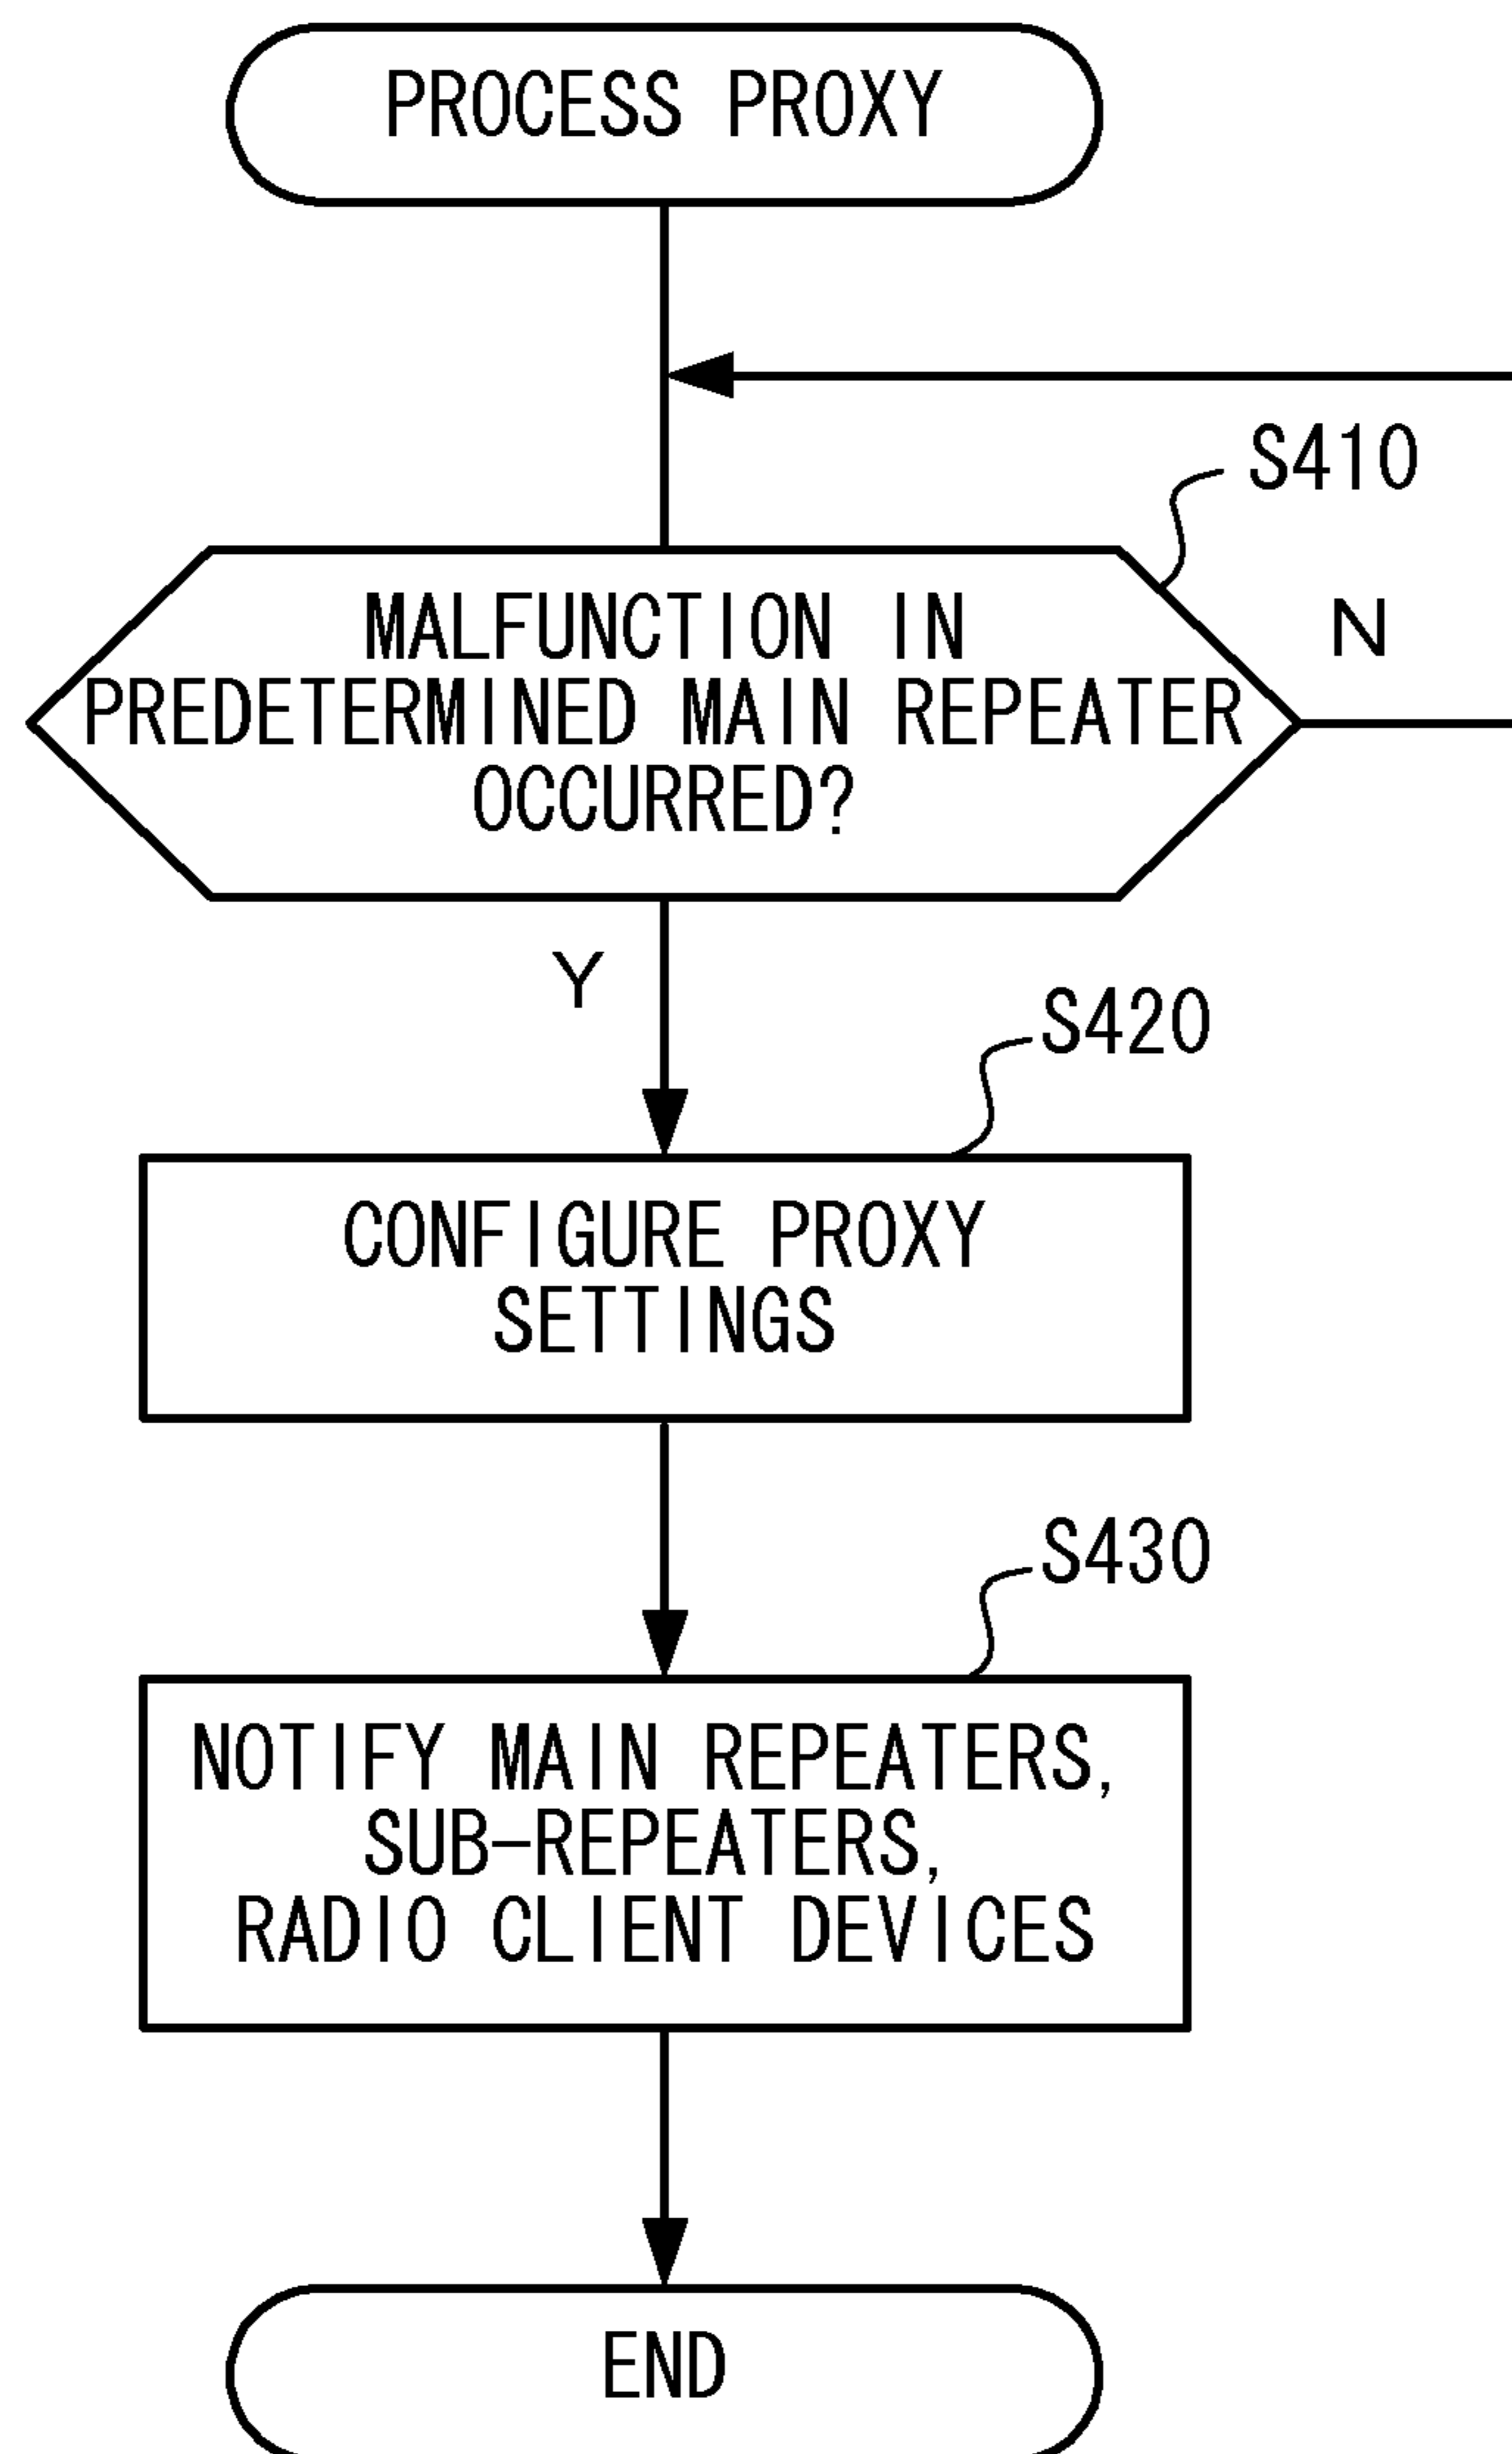 PROCESS PROXY
S410
MALFUNCTION IN
PREDETERMINED MAIN REPEATER
OCCURRED?
N
Y
S420
CONFIGURE PROXY
SETTINGS
S430
NOTIFY MAIN REPEATERS,
SUB-REPEATERS,
RADIO CLIENT DEVICES
END